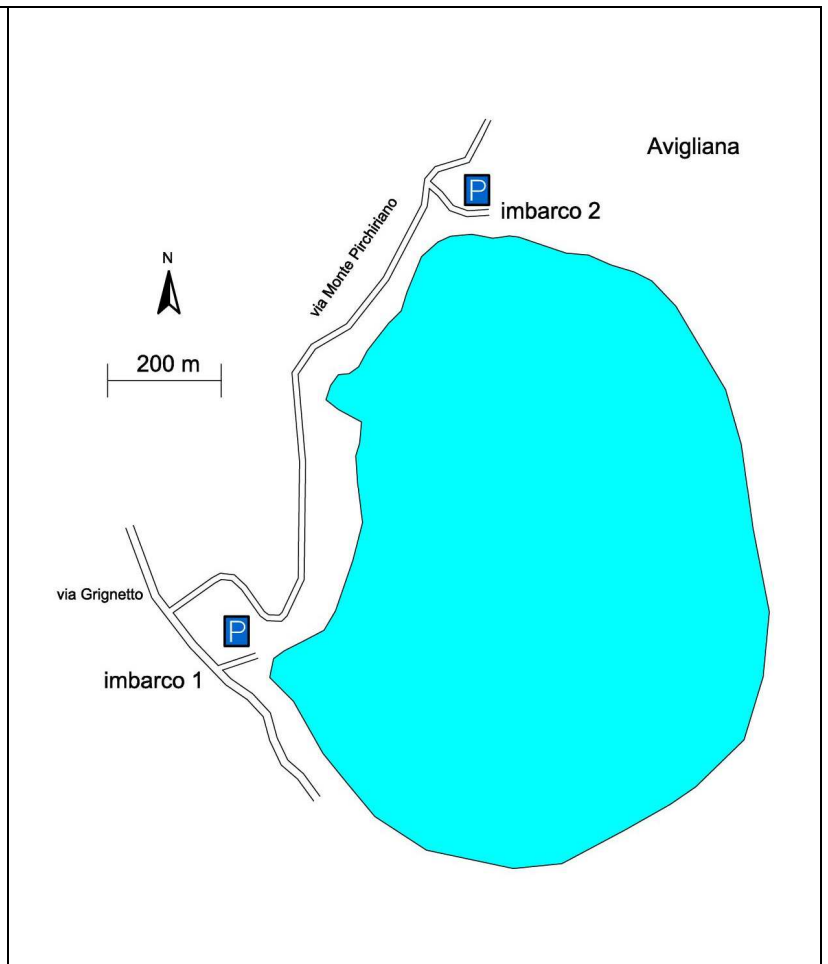 Avigliana
P
imbarco 2
via Monte Pirchiriano
N
200 m
via Grignetto
P
imbarco 1